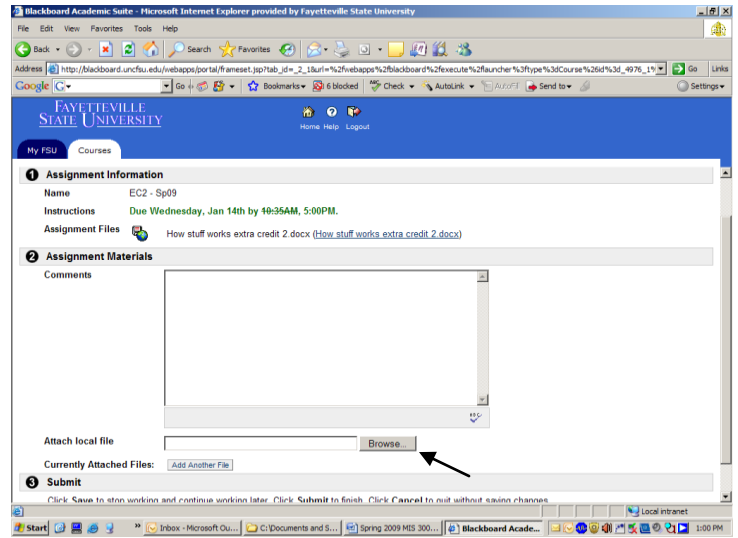 Blackboard Academic Suite - Microsoft Internet Explorer provided by Fayetteville State University
File Edit View Favorites Tools Help
Back Search Favorites
Address http://blackboard.uncfsu.edu/webapps/portal/frameset.jsp?tab_id=_2_1&url=%2fwebapps%2fblackboard%2fexecute%2flauncher%3ftype%3dCourse%26id%3d_4976_1% Go Links
Google G Go Bookmarks 6 blocked Check AutoLink AutoFill Send to Settings
FAYETTEVILLE
STATE UNIVERSITY
Home Help Logout
My FSU Courses
1 Assignment Information
Name EC2 - Sp09
Instructions Due Wednesday, Jan 14th by 10:35AM, 5:00PM.
Assignment Files How stuff works extra credit 2.docx (How stuff works extra credit 2.docx)
2 Assignment Materials
Comments
ABC
Attach local file Browse...
Currently Attached Files: Add Another File
3 Submit
Click Save to stop working and continue working later. Click Submit to finish. Click Cancel to quit without saving changes.
Local intranet
Start » Inbox - Microsoft Ou... C:\Documents and S... Spring 2009 MIS 300... Blackboard Acade... 1:00 PM